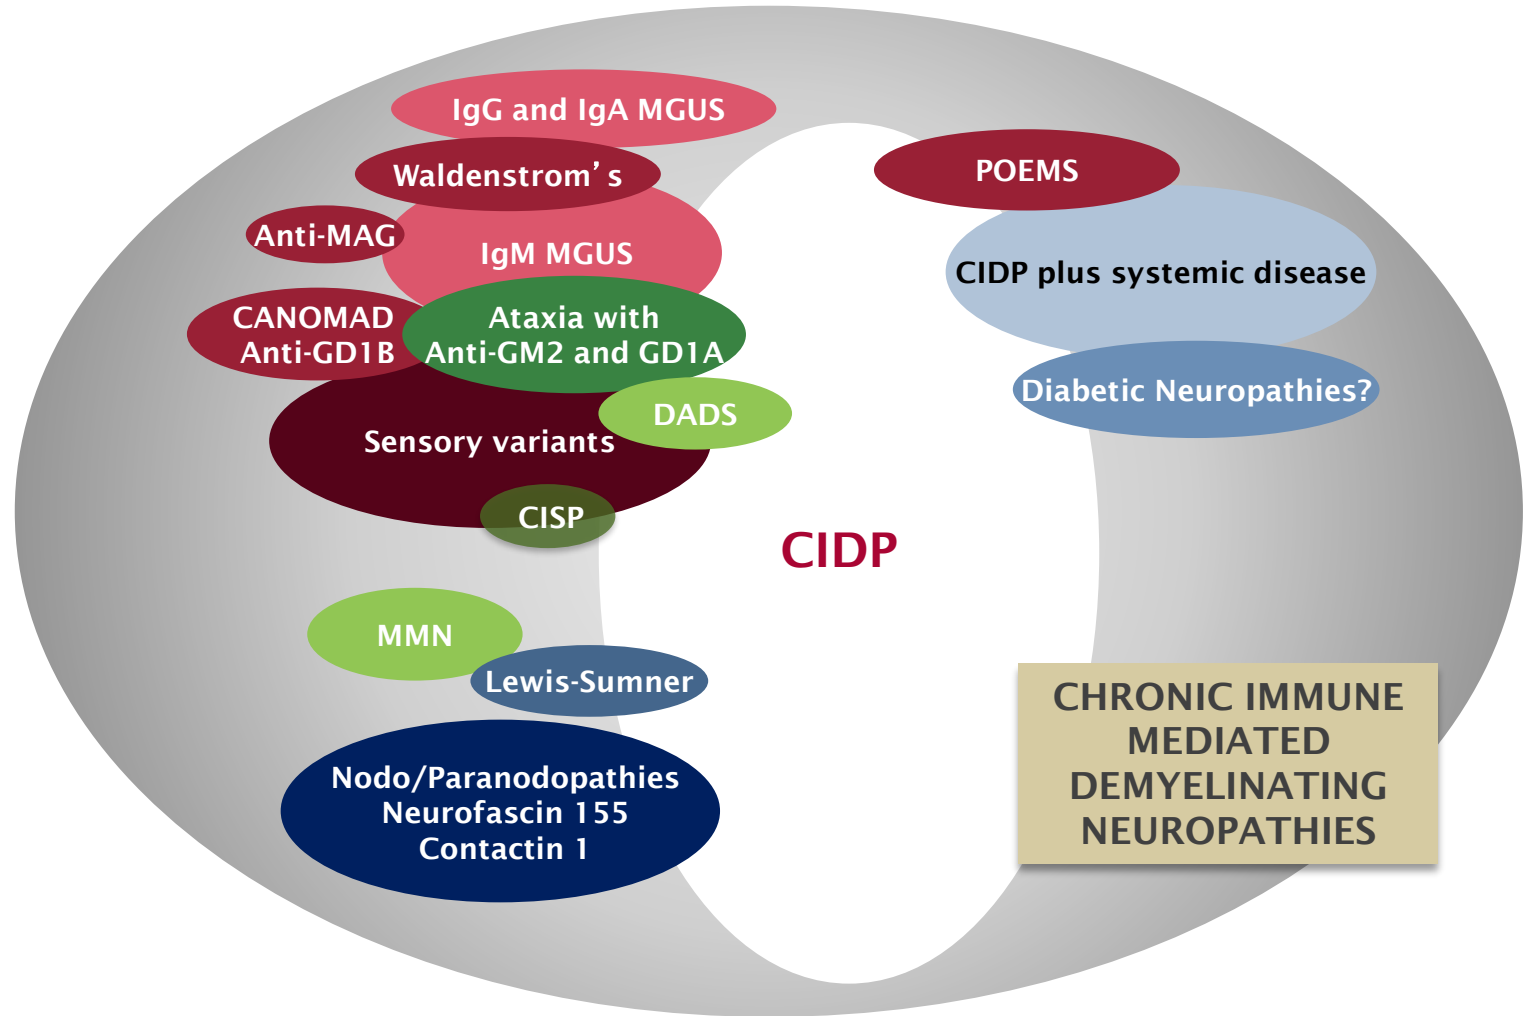 IgG and IgA MGUS
Waldenstrom’s
POEMS
Anti-MAG
IgM MGUS
CIDP plus systemic disease
CANOMAD
Anti-GD1B
Ataxia with
Anti-GM2 and GD1A
Diabetic Neuropathies?
DADS
Sensory variants
CISP
CIDP
MMN
Lewis-Sumner
Nodo/Paranodopathies
Neurofascin 155
Contactin 1
CHRONIC IMMUNE
MEDIATED
DEMYELINATING
NEUROPATHIES